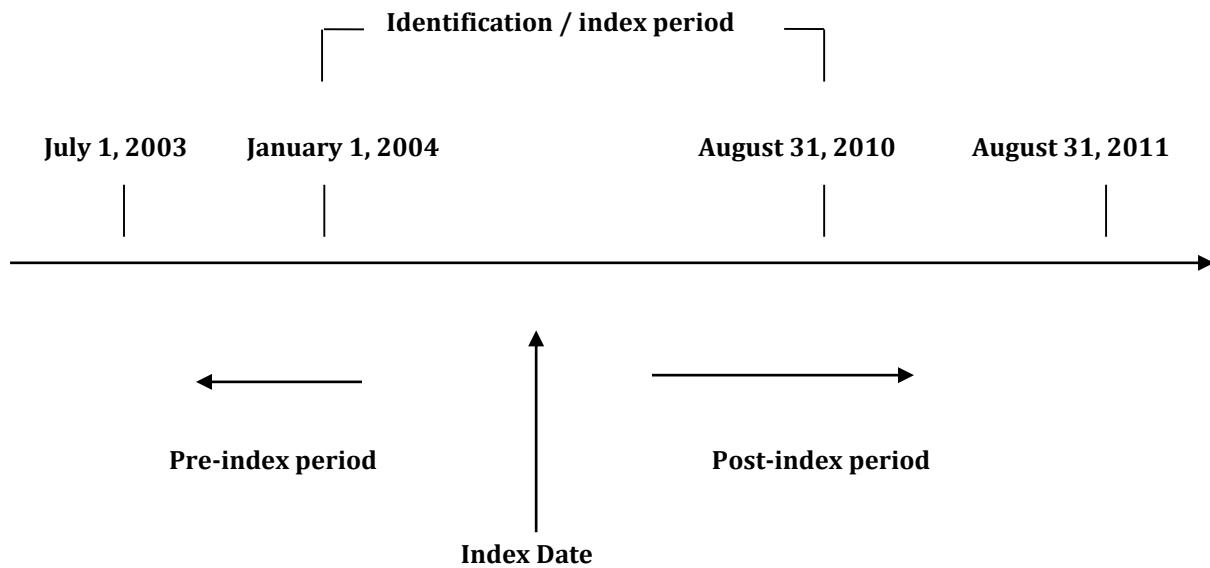 Identification / index period
July 1, 2003 January 1, 2004 August 31, 2010 August 31, 2011
Pre-index period Post-index period
Index Date